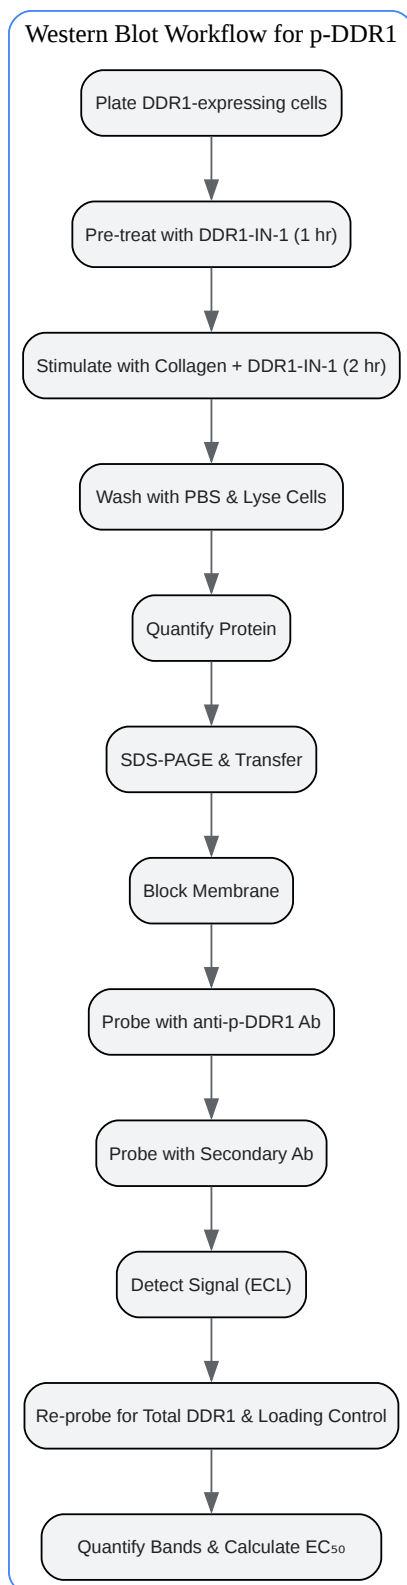 Western Blot Workflow for p-DDR1
Plate DDR1-expressing cells
Pre-treat with DDR1-IN-1 (1 hr)
Stimulate with Collagen + DDR1-IN-1 (2 hr)
Wash with PBS & Lyse Cells
Quantify Protein
SDS-PAGE & Transfer
Block Membrane
Probe with anti-p-DDR1 Ab
Probe with Secondary Ab
Detect Signal (ECL)
Re-probe for Total DDR1 & Loading Control
Quantify Bands & Calculate EC₅₀